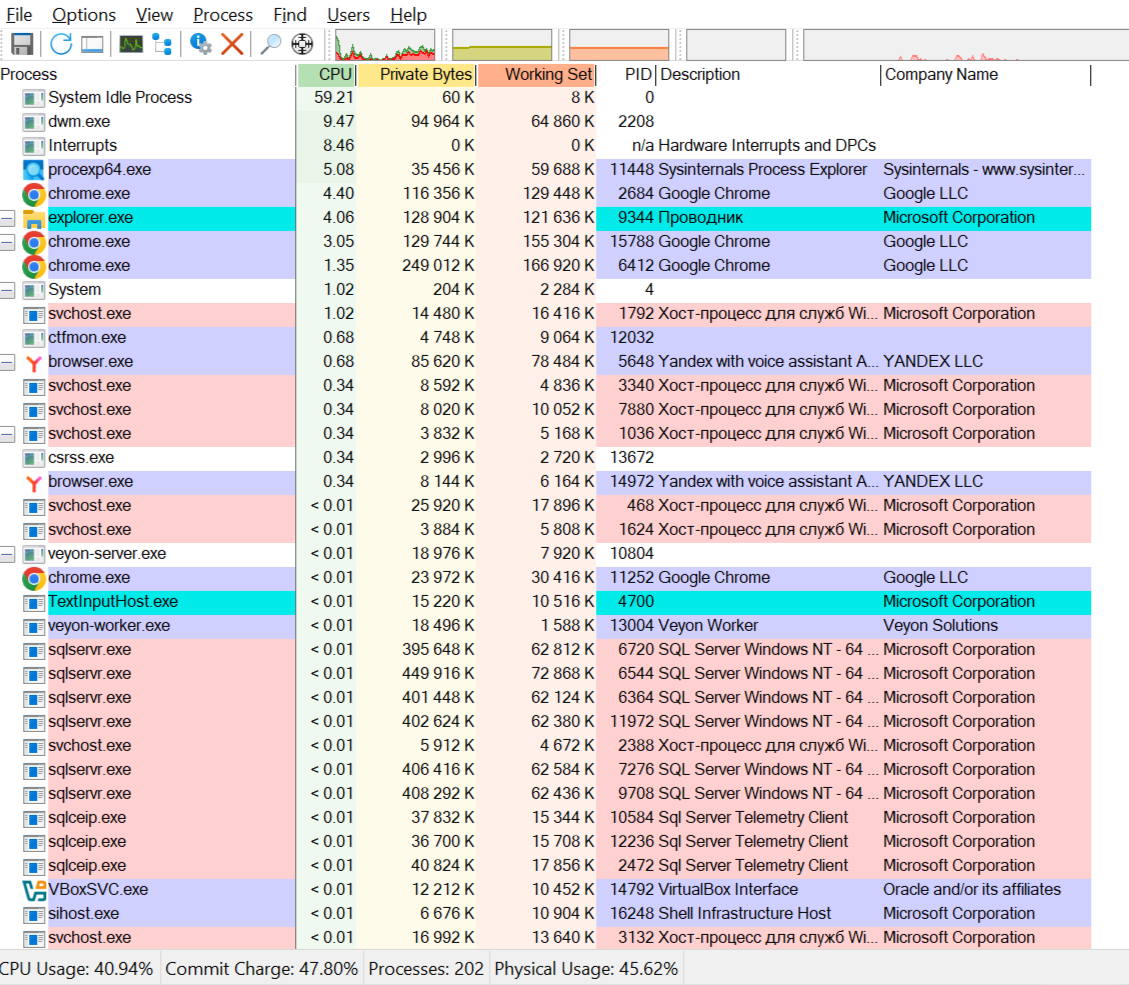 File Options View Process Find Users Help
Process CPU Private Bytes Working Set PID Description Company Name
System Idle Process 59.21 60 K 8 K 0
dwm.exe 9.47 94 964 K 64 860 K 2208
Interrupts 8.46 0 K 0 K n/a Hardware Interrupts and DPCs
procexp64.exe 5.08 35 456 K 59 688 K 11448 Sysinternals Process Explorer Sysinternals - www.sysinter...
chrome.exe 4.40 116 356 K 129 448 K 2684 Google Chrome Google LLC
explorer.exe 4.06 128 904 K 121 636 K 9344 Проводник Microsoft Corporation
chrome.exe 3.05 129 744 K 155 304 K 15788 Google Chrome Google LLC
chrome.exe 1.35 249 012 K 166 920 K 6412 Google Chrome Google LLC
System 1.02 204 K 2 284 K 4
svchost.exe 1.02 14 480 K 16 416 K 1792 Хост-процесс для служб Wi... Microsoft Corporation
ctfmon.exe 0.68 4 748 K 9 064 K 12032
browser.exe 0.68 85 620 K 78 484 K 5648 Yandex with voice assistant A... YANDEX LLC
svchost.exe 0.34 8 592 K 4 836 K 3340 Хост-процесс для служб Wi... Microsoft Corporation
svchost.exe 0.34 8 020 K 10 052 K 7880 Хост-процесс для служб Wi... Microsoft Corporation
svchost.exe 0.34 3 832 K 5 168 K 1036 Хост-процесс для служб Wi... Microsoft Corporation
csrss.exe 0.34 2 996 K 2 720 K 13672
browser.exe 0.34 8 144 K 6 164 K 14972 Yandex with voice assistant A... YANDEX LLC
svchost.exe < 0.01 25 920 K 17 896 K 468 Хост-процесс для служб Wi... Microsoft Corporation
svchost.exe < 0.01 3 884 K 5 808 K 1624 Хост-процесс для служб Wi... Microsoft Corporation
veyon-server.exe < 0.01 18 976 K 7 920 K 10804
chrome.exe < 0.01 23 972 K 30 416 K 11252 Google Chrome Google LLC
TextInputHost.exe < 0.01 15 220 K 10 516 K 4700 Microsoft Corporation
veyon-worker.exe < 0.01 18 496 K 1 588 K 13004 Veyon Worker Veyon Solutions
sqlservr.exe < 0.01 395 648 K 62 812 K 6720 SQL Server Windows NT - 64 ... Microsoft Corporation
sqlservr.exe < 0.01 449 916 K 72 868 K 6544 SQL Server Windows NT - 64 ... Microsoft Corporation
sqlservr.exe < 0.01 401 448 K 62 124 K 6364 SQL Server Windows NT - 64 ... Microsoft Corporation
sqlservr.exe < 0.01 402 624 K 62 380 K 11972 SQL Server Windows NT - 64 ... Microsoft Corporation
svchost.exe < 0.01 5 912 K 4 672 K 2388 Хост-процесс для служб Wi... Microsoft Corporation
sqlservr.exe < 0.01 406 416 K 62 584 K 7276 SQL Server Windows NT - 64 ... Microsoft Corporation
sqlservr.exe < 0.01 408 292 K 62 436 K 9708 SQL Server Windows NT - 64 ... Microsoft Corporation
sqlceip.exe < 0.01 37 832 K 15 344 K 10584 Sql Server Telemetry Client Microsoft Corporation
sqlceip.exe < 0.01 36 700 K 15 708 K 12236 Sql Server Telemetry Client Microsoft Corporation
sqlceip.exe < 0.01 40 824 K 17 856 K 2472 Sql Server Telemetry Client Microsoft Corporation
VBoxSVC.exe < 0.01 12 212 K 10 452 K 14792 VirtualBox Interface Oracle and/or its affiliates
sihost.exe < 0.01 6 676 K 10 904 K 16248 Shell Infrastructure Host Microsoft Corporation
svchost.exe < 0.01 16 992 K 13 640 K 3132 Хост-процесс для служб Wi... Microsoft Corporation
CPU Usage: 40.94% Commit Charge: 47.80% Processes: 202 Physical Usage: 45.62%